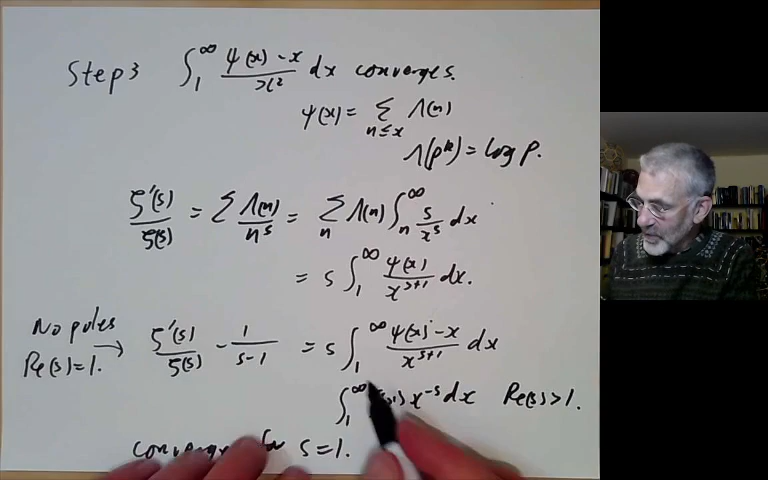 Step 3 ∫₁^∞ (ψ(x) - x)/x² dx converges.
ψ(x) = Σ_{n≤x} Λ(n)
Λ(p^k) = log p.
ζ'(s)/ζ(s) = Σ Λ(n)/n^s = Σ_n Λ(n) ∫_n^∞ s/x^s dx
= s ∫₁^∞ ψ(x)/x^{s+1} dx.
No poles Re(s)=1. → ζ'(s)/ζ(s) - 1/(s-1) = s ∫₁^∞ (ψ(x) - x)/x^{s+1} dx
∫₁^∞ x^{-s} dx Re(s)>1.
s=1.